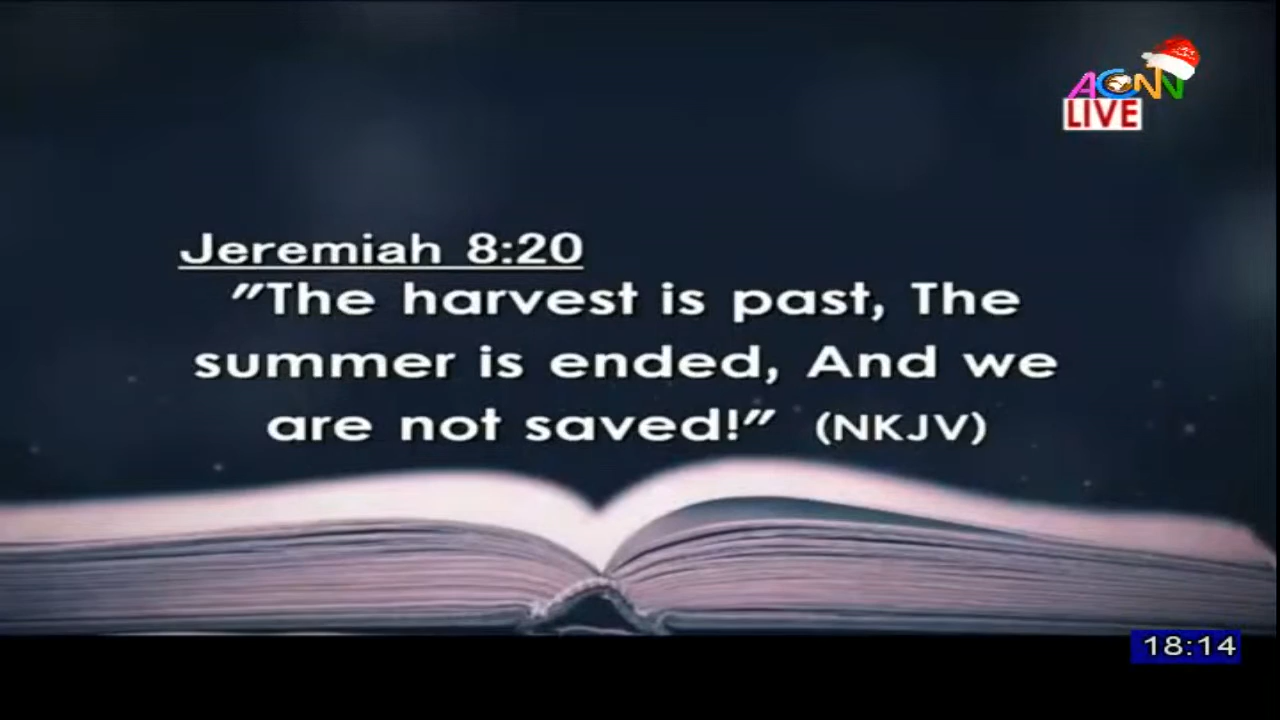 ACNN
LIVE
Jeremiah 8:20
"The harvest is past, The
summer is ended, And we
are not saved!" (NKJV)
18:14